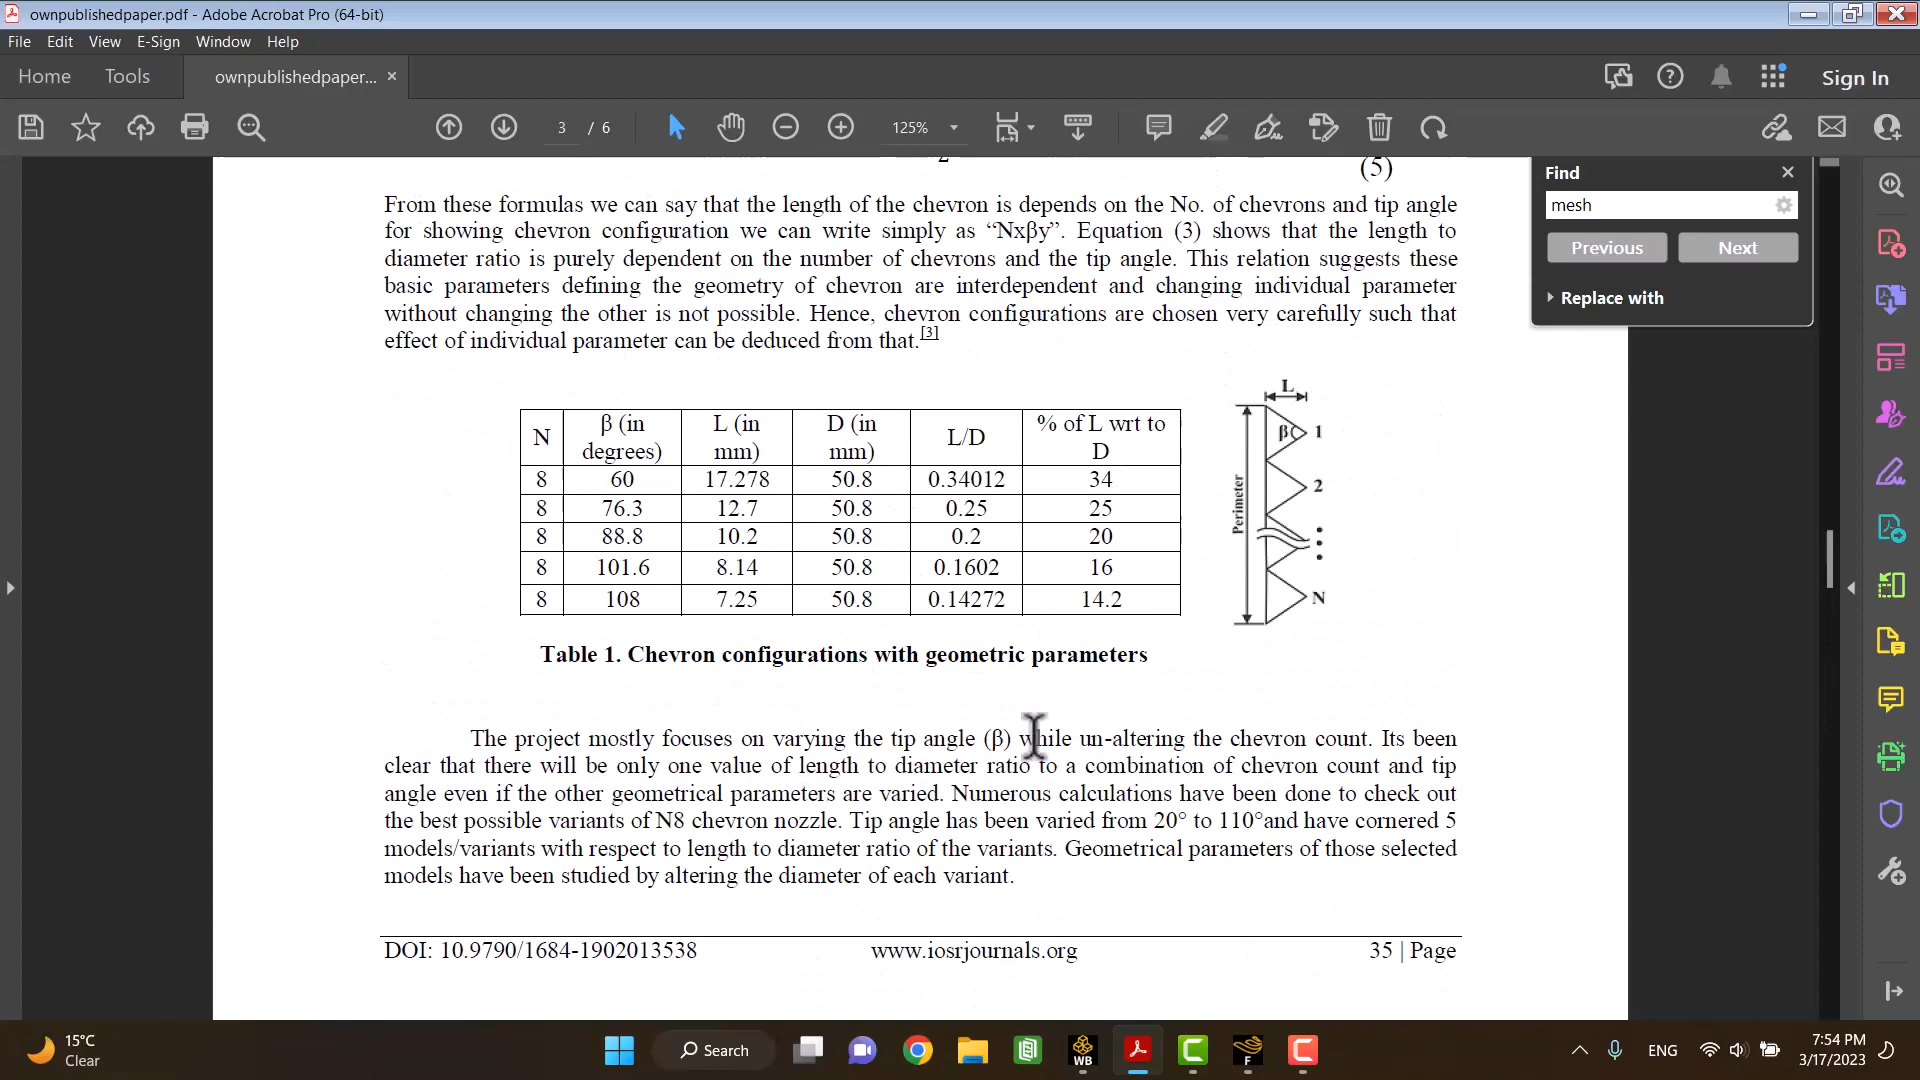 ownpublishedpaper.pdf - Adobe Acrobat Pro (64-bit)
File Edit View E-Sign Window Help
Home Tools ownpublishedpaper... × Sign In
3 / 6 125%
2
(5)
Find
mesh
Previous Next
Replace with
From these formulas we can say that the length of the chevron is depends on the No. of chevrons and tip angle
for showing chevron configuration we can write simply as “Nxβy”. Equation (3) shows that the length to
diameter ratio is purely dependent on the number of chevrons and the tip angle. This relation suggests these
basic parameters defining the geometry of chevron are interdependent and changing individual parameter
without changing the other is not possible. Hence, chevron configurations are chosen very carefully such that
effect of individual parameter can be deduced from that.[3]
N β (in degrees) L (in mm) D (in mm) L/D % of L wrt to D
8 60 17.278 50.8 0.34012 34
8 76.3 12.7 50.8 0.25 25
8 88.8 10.2 50.8 0.2 20
8 101.6 8.14 50.8 0.1602 16
8 108 7.25 50.8 0.14272 14.2
L
β 1
2
Perimeter
N
Table 1. Chevron configurations with geometric parameters
The project mostly focuses on varying the tip angle (β) while un-altering the chevron count. Its been
clear that there will be only one value of length to diameter ratio to a combination of chevron count and tip
angle even if the other geometrical parameters are varied. Numerous calculations have been done to check out
the best possible variants of N8 chevron nozzle. Tip angle has been varied from 20° to 110°and have cornered 5
models/variants with respect to length to diameter ratio of the variants. Geometrical parameters of those selected
models have been studied by altering the diameter of each variant.
DOI: 10.9790/1684-1902013538 www.iosrjournals.org 35 | Page
15°C
Clear
Search
WB
F
ENG
7:54 PM
3/17/2023